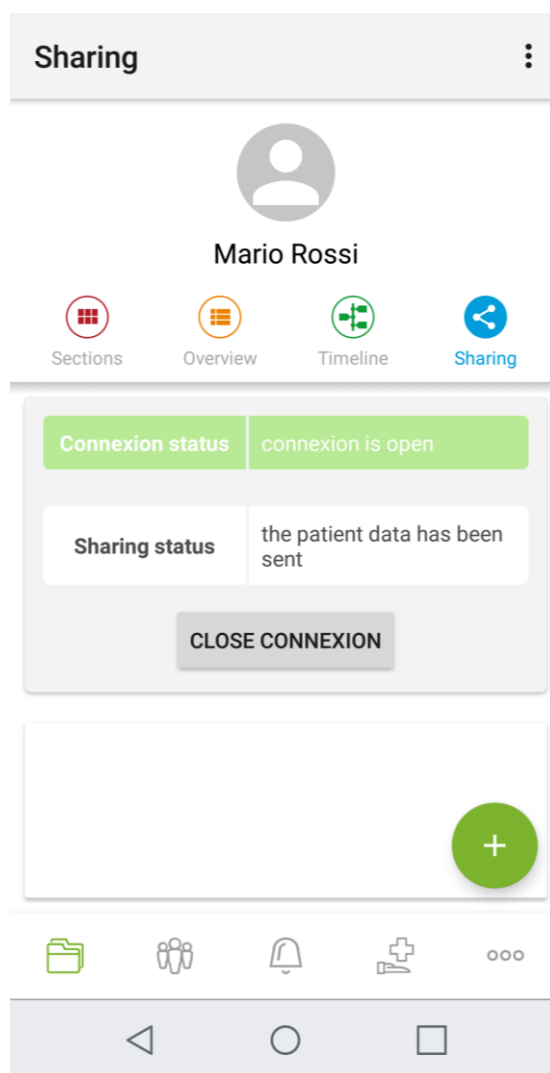 Sharing
Mario Rossi
Sections Overview Timeline Sharing
Connexion status connexion is open
Sharing status the patient data has been
sent
CLOSE CONNEXION